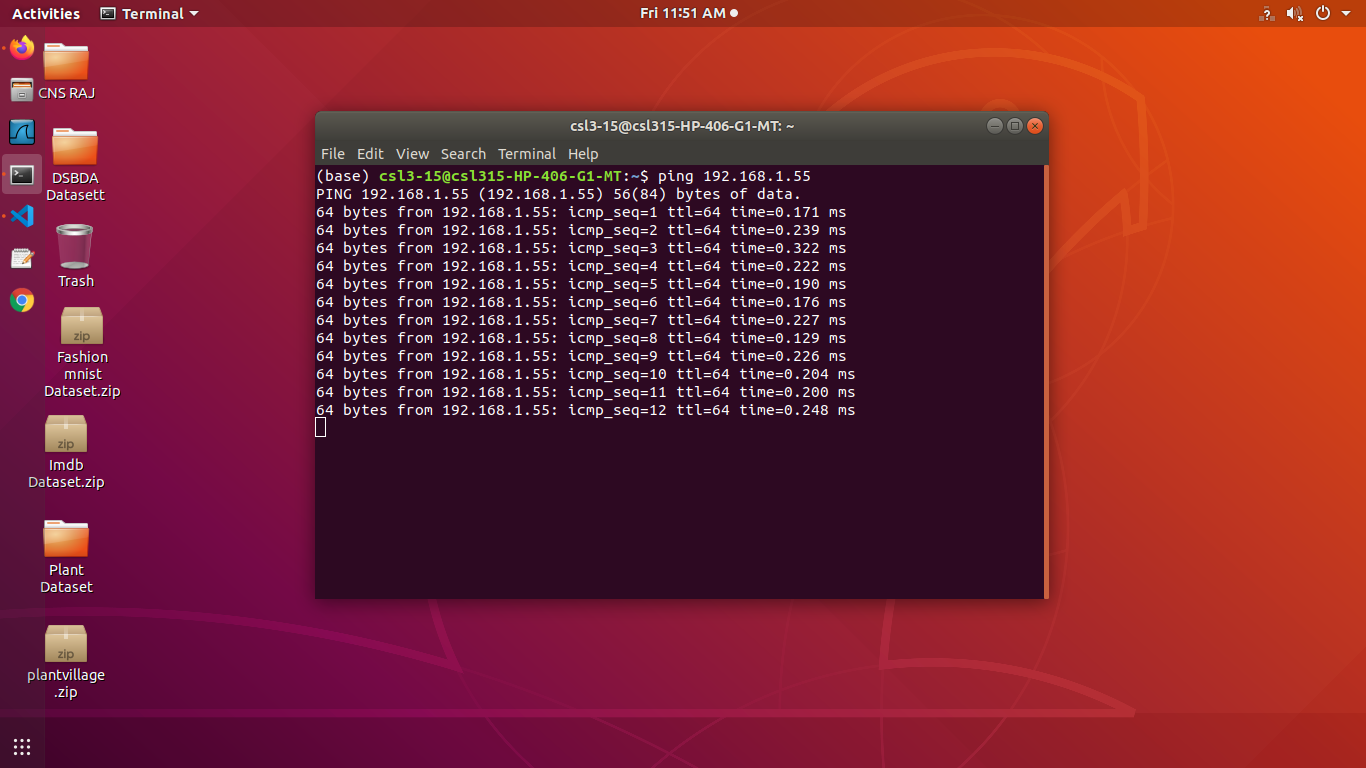 Activities
Terminal
Fri 11:51 AM
CNS RAJ
DSBDA
Datasett
Trash
zip
Fashion
mnist
Dataset.zip
zip
Imdb
Dataset.zip
Plant
Dataset
zip
plantvillage
.zip
csl3-15@csl315-HP-406-G1-MT: ~
File Edit View Search Terminal Help
(base) csl3-15@csl315-HP-406-G1-MT:~$ ping 192.168.1.55
PING 192.168.1.55 (192.168.1.55) 56(84) bytes of data.
64 bytes from 192.168.1.55: icmp_seq=1 ttl=64 time=0.171 ms
64 bytes from 192.168.1.55: icmp_seq=2 ttl=64 time=0.239 ms
64 bytes from 192.168.1.55: icmp_seq=3 ttl=64 time=0.322 ms
64 bytes from 192.168.1.55: icmp_seq=4 ttl=64 time=0.222 ms
64 bytes from 192.168.1.55: icmp_seq=5 ttl=64 time=0.190 ms
64 bytes from 192.168.1.55: icmp_seq=6 ttl=64 time=0.176 ms
64 bytes from 192.168.1.55: icmp_seq=7 ttl=64 time=0.227 ms
64 bytes from 192.168.1.55: icmp_seq=8 ttl=64 time=0.129 ms
64 bytes from 192.168.1.55: icmp_seq=9 ttl=64 time=0.226 ms
64 bytes from 192.168.1.55: icmp_seq=10 ttl=64 time=0.204 ms
64 bytes from 192.168.1.55: icmp_seq=11 ttl=64 time=0.200 ms
64 bytes from 192.168.1.55: icmp_seq=12 ttl=64 time=0.248 ms